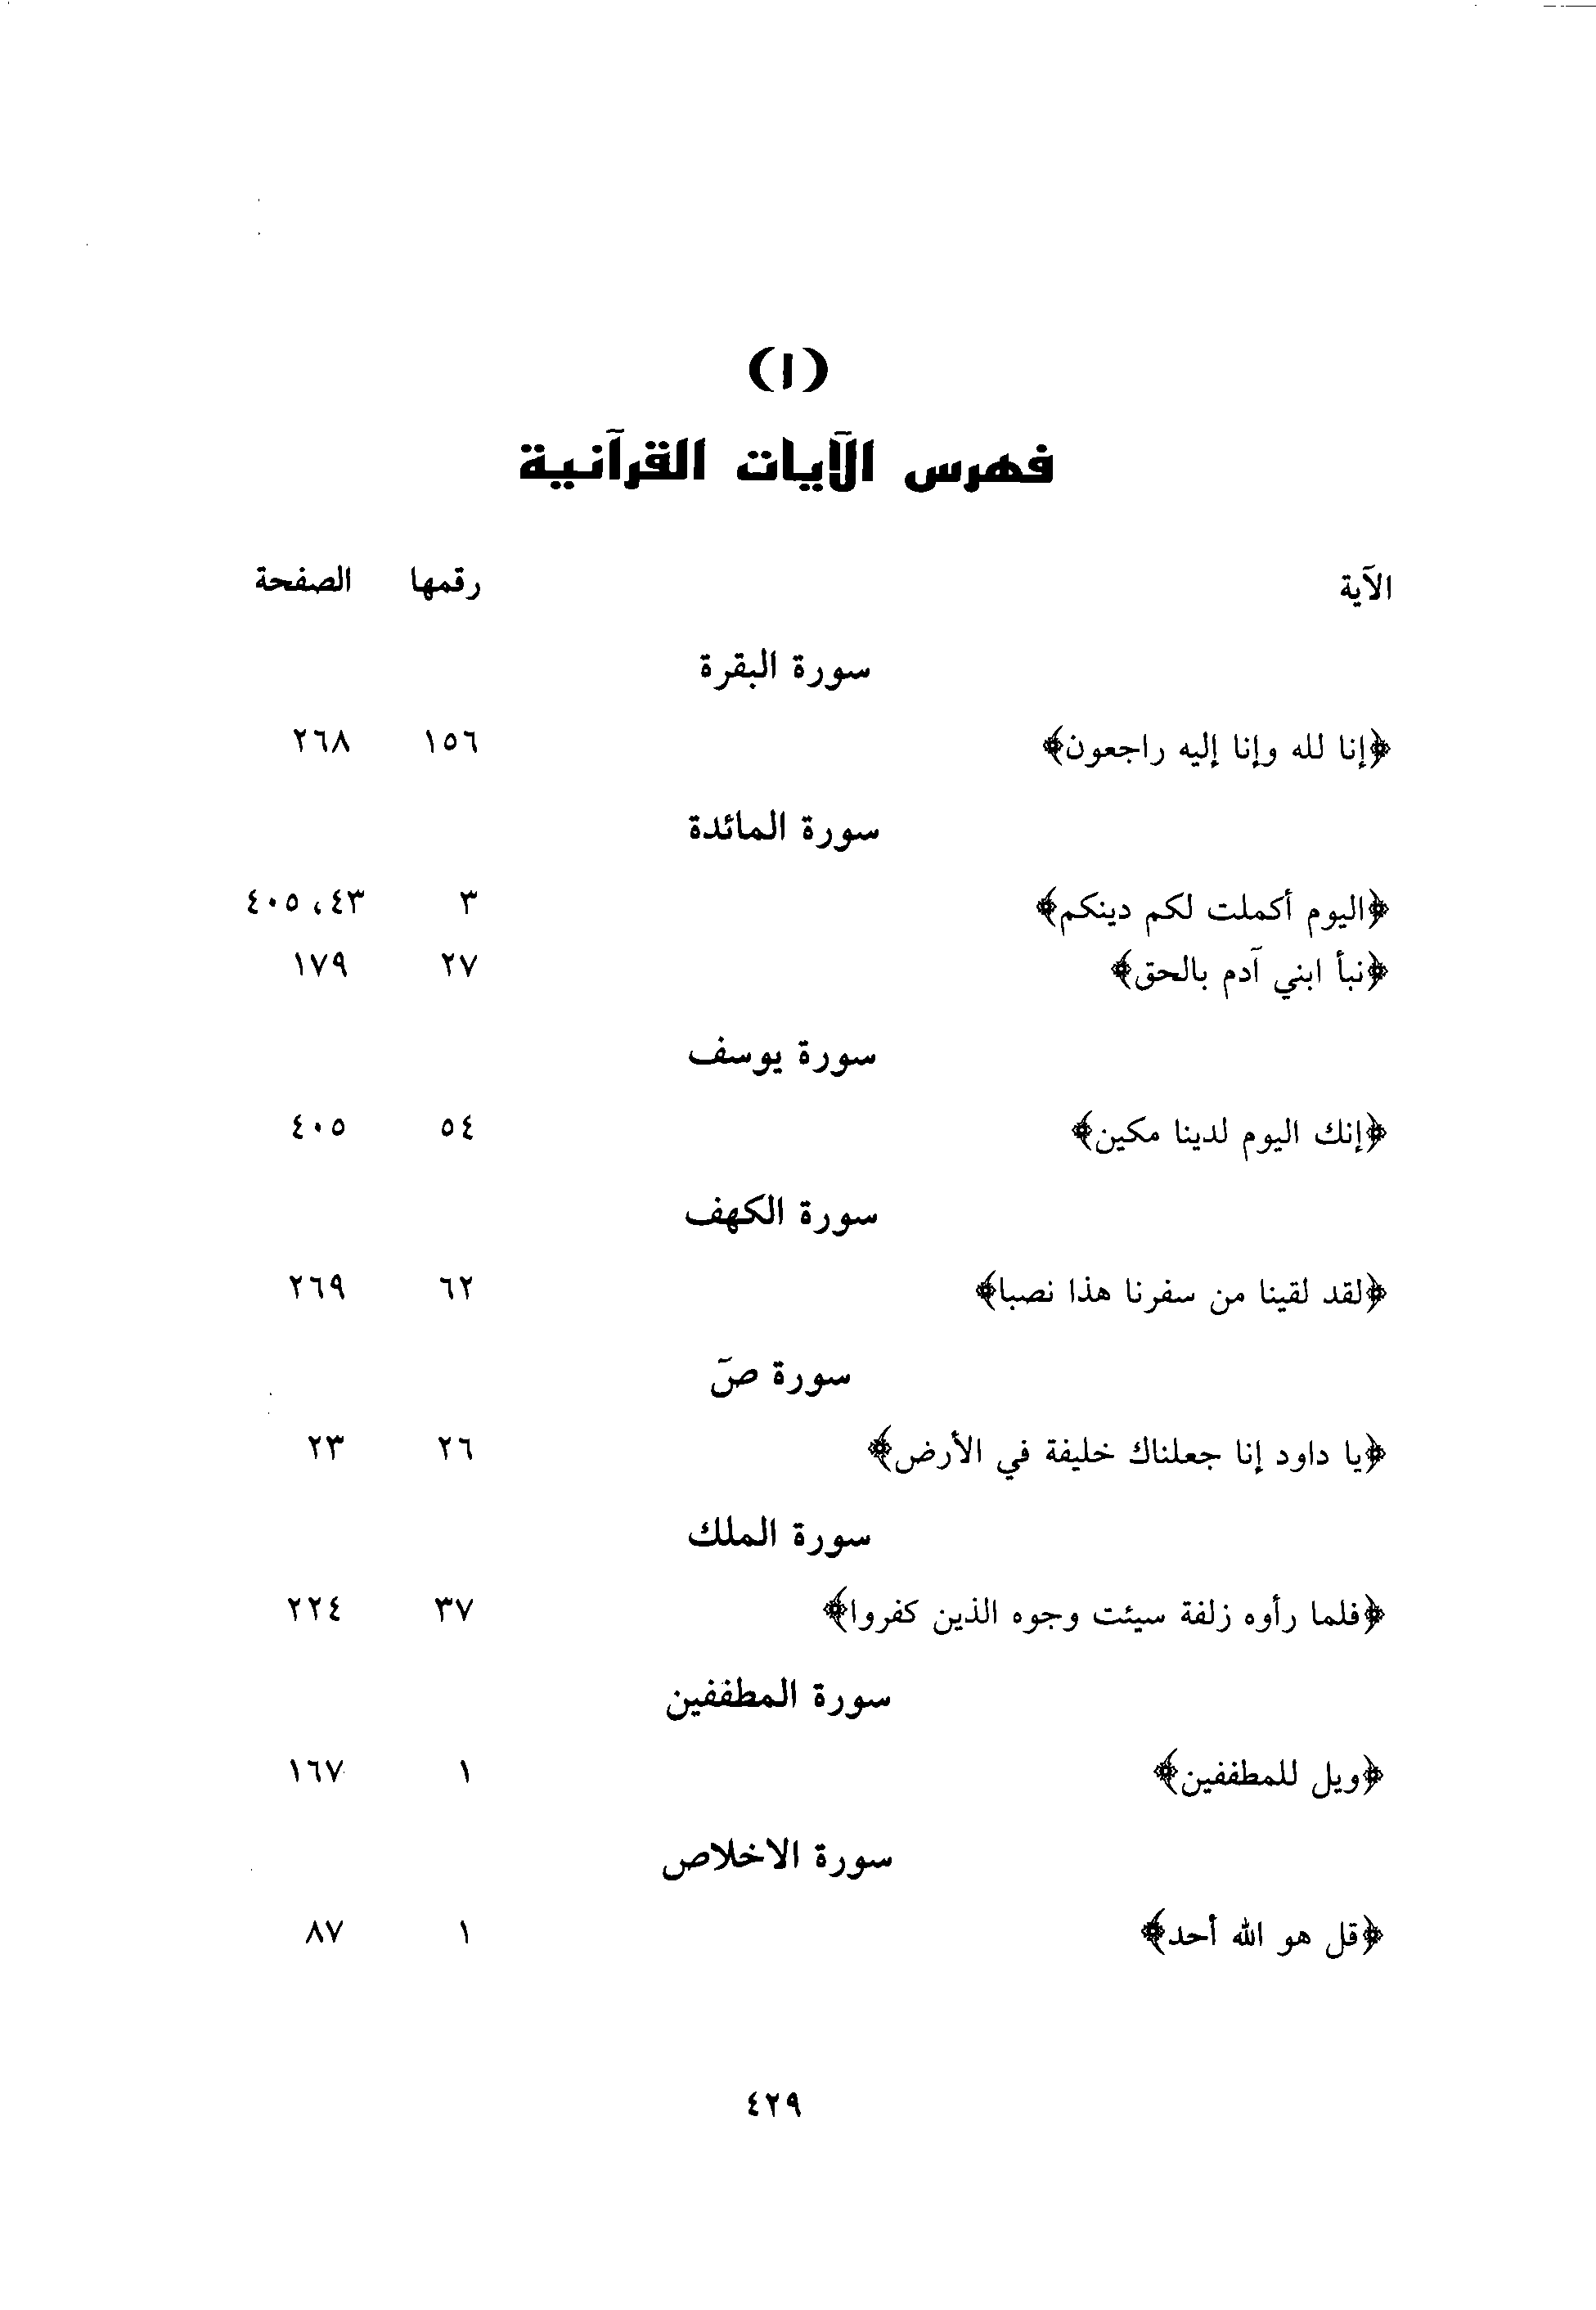 (١)
فهرس الآيات القرآنية
الآية رقمها الصفحة
سورة البقرة
﴿إنا لله وإنا إليه راجعون﴾ ١٥٦ ٢٦٨
سورة المائدة
﴿اليوم أكملت لكم دينكم﴾ ٣ ٤٣، ٤٠٥
﴿نبأ ابني آدم بالحق﴾ ٢٧ ١٧٩
سورة يوسف
﴿إنك اليوم لدينا مكين﴾ ٥٤ ٤٠٥
سورة الكهف
﴿لقد لقينا من سفرنا هذا نصبا﴾ ٦٢ ٢٦٩
سورة صۤ
﴿يا داود إنا جعلناك خليفة في الأرض﴾ ٢٦ ٢٣
سورة الملك
﴿فلما رأوه زلفة سيئت وجوه الذين كفروا﴾ ٣٧ ٢٢٤
سورة المطففين
﴿ويل للمطففين﴾ ١ ١٦٧
سورة الاخلاص
﴿قل هو الله أحد﴾ ١ ٨٧
٤٢٩